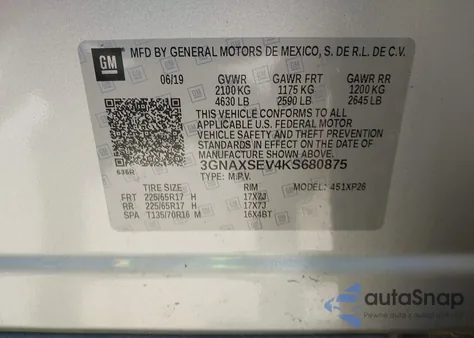 GM
MFD BY GENERAL MOTORS DE MEXICO, S. DE R.L. DE C.V.
06/19 GVWR GAWR FRT GAWR RR
2100 KG 1175 KG 1200 KG
4630 LB 2590 LB 2645 LB
THIS VEHICLE CONFORMS TO ALL
APPLICABLE U.S. FEDERAL MOTOR
VEHICLE SAFETY AND THEFT PREVENTION
STANDARDS IN EFFECT ON THE DATE OF
MANUFACTURE SHOWN ABOVE.
3GNAXSEV4KS680875
636R TYPE: M.P.V.
TIRE SIZE RIM MODEL: 451XP26
FRT 225/65R17 H 17X7J
RR 225/65R17 H 17X7J
SPA T135/70R16 M 16X4BT
autoSnap